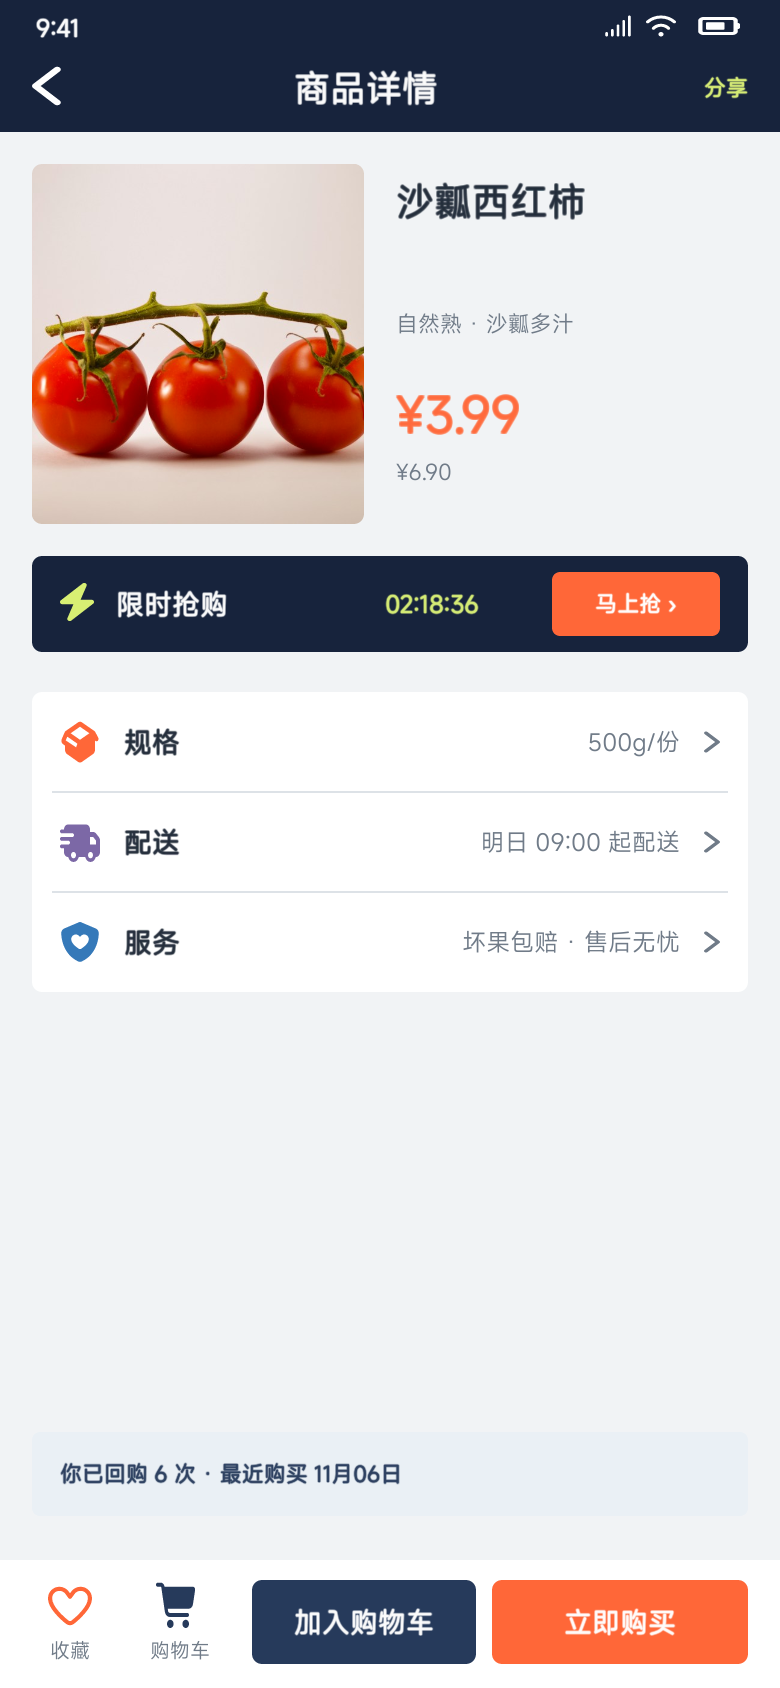 9:41
商品详情
分享
沙瓤西红柿
自然熟 · 沙瓤多汁
¥3.99
¥6.90
限时抢购
02:18:36
马上抢 ›
规格
500g/份
配送
明日 09:00 起配送
服务
坏果包赔 · 售后无忧
你已回购 6 次 · 最近购买 11月06日
收藏
购物车
加入购物车
立即购买